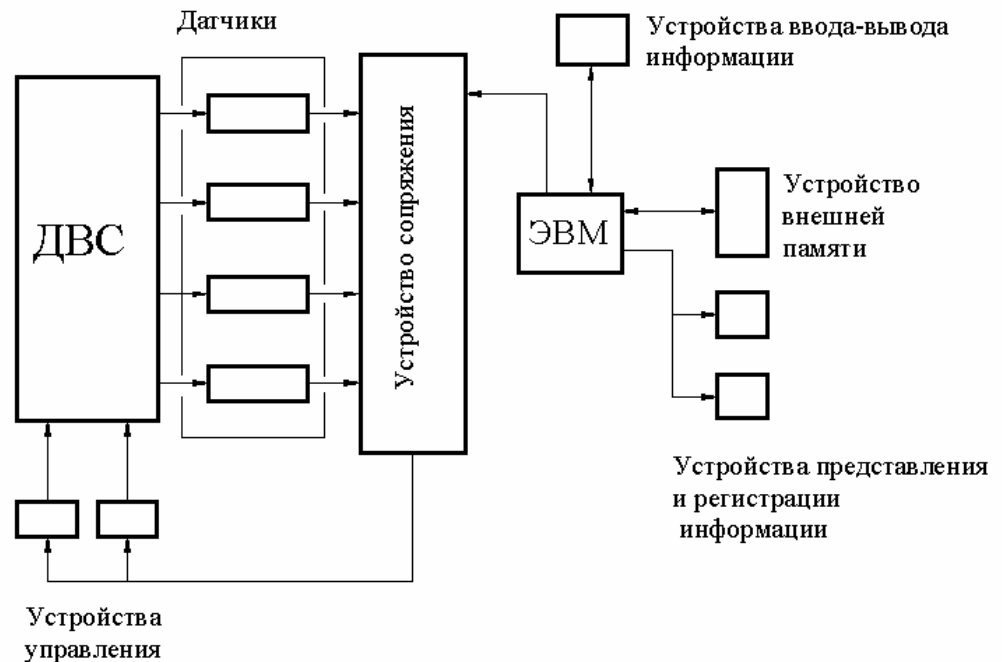 Датчики
Устройства ввода-вывода
информации
ДВС
Устройство сопряжения
ЭВМ
Устройство
внешней
памяти
Устройства представления
и регистрации
информации
Устройства
управления